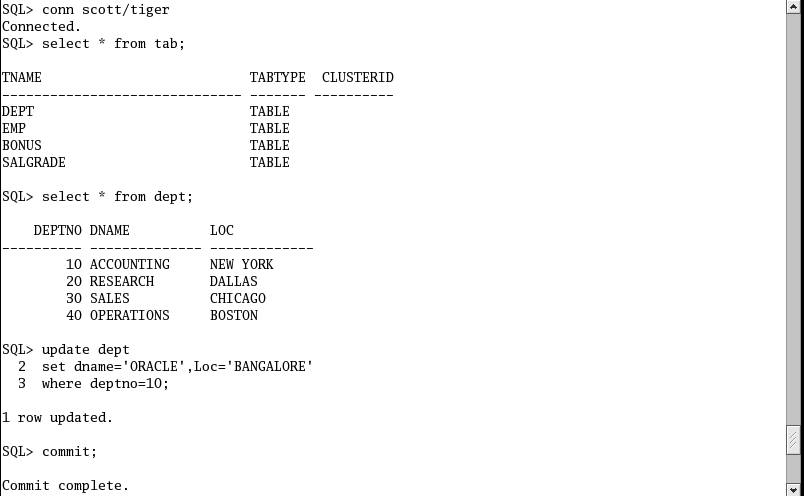 SQL> conn scott/tiger
Connected.
SQL> select * from tab;
TNAME                          TABTYPE  CLUSTERID
------------------------------ ------- ----------
DEPT                           TABLE
EMP                            TABLE
BONUS                          TABLE
SALGRADE                       TABLE
SQL> select * from dept;
    DEPTNO DNAME          LOC
---------- -------------- -------------
        10 ACCOUNTING     NEW YORK
        20 RESEARCH       DALLAS
        30 SALES          CHICAGO
        40 OPERATIONS     BOSTON
SQL> update dept
  2  set dname='ORACLE',Loc='BANGALORE'
  3  where deptno=10;
1 row updated.
SQL> commit;
Commit complete.